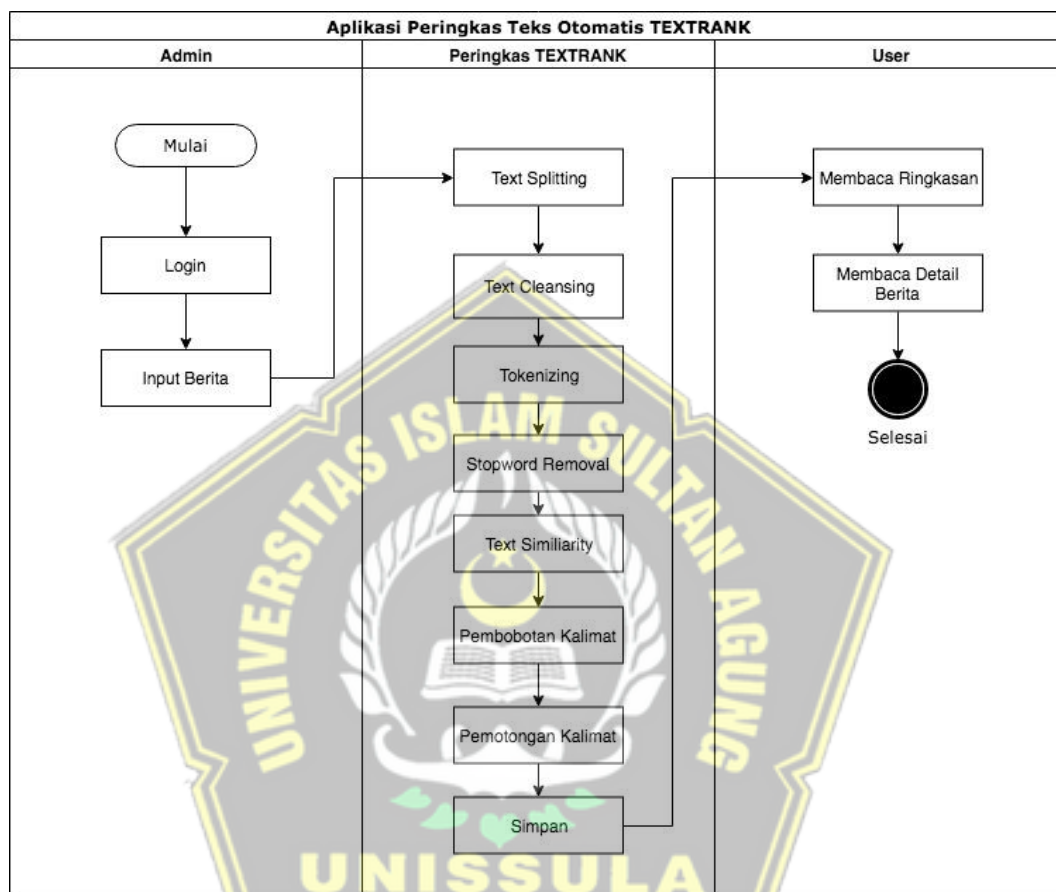 Aplikasi Peringkas Teks Otomatis TEXTRANK
Admin
Peringkas TEXTRANK
User
Mulai
Login
Input Berita
Text Splitting
Text Cleansing
Tokenizing
Stopword Removal
Text Similiarity
Pembobotan Kalimat
Pemotongan Kalimat
Simpan
Membaca Ringkasan
Membaca Detail
Berita
Selesai
UNIVERSITAS ISLAM SULTAN AGUNG
UNISSULA